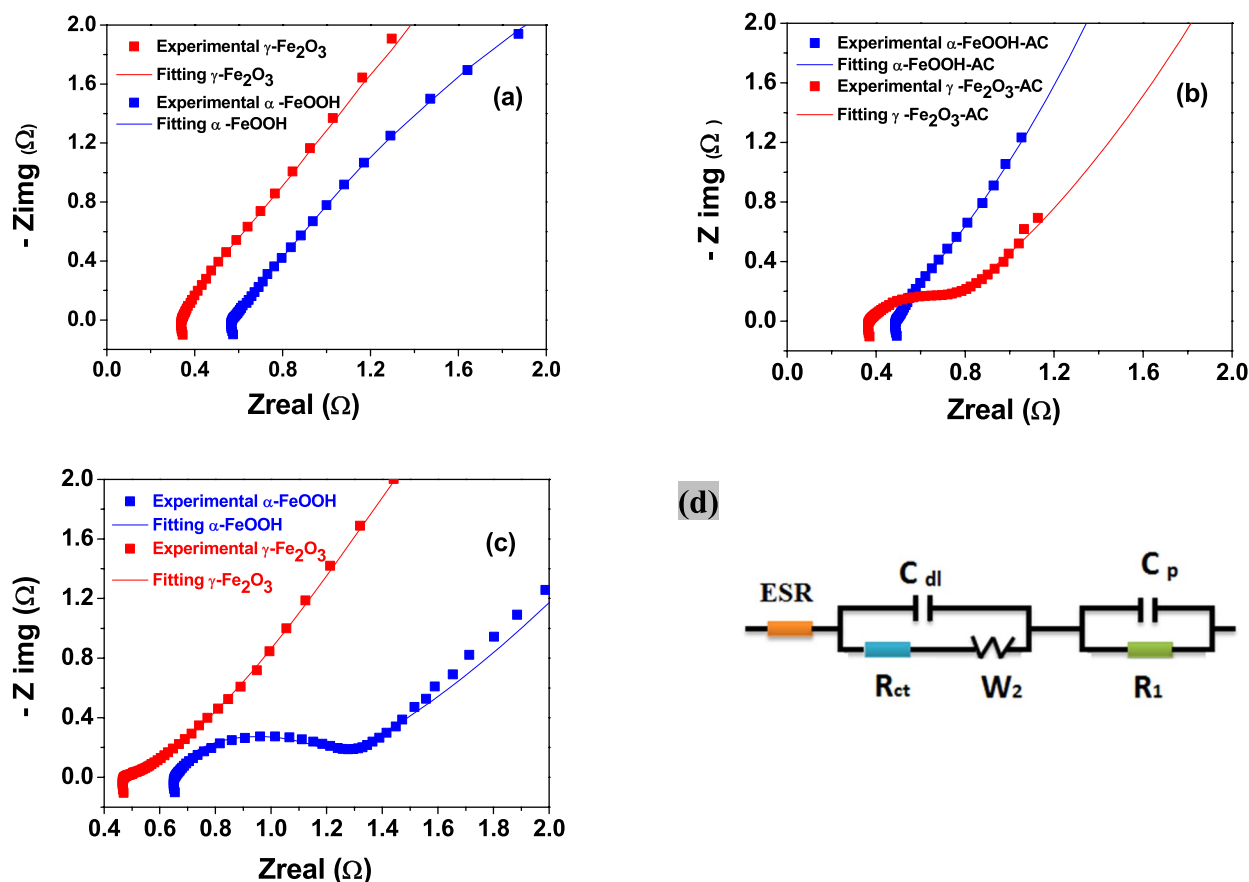 2.0
1.6
1.2
0.8
0.4
0.0
- Zimg (Ω)
Experimental γ-Fe2O3
Fitting γ-Fe2O3
Experimental α -FeOOH
Fitting α -FeOOH
(a)
0.0 0.4 0.8 1.2 1.6 2.0
Zreal (Ω)
2.0
1.6
1.2
0.8
0.4
0.0
- Z img (Ω )
Experimental α-FeOOH-AC
Fitting α-FeOOH-AC
Experimental γ -Fe2O3-AC
Fitting γ -Fe2O3-AC
(b)
0.0 0.4 0.8 1.2 1.6 2.0
Zreal (Ω)
2.0
1.6
1.2
0.8
0.4
0.0
- Z img (Ω)
Experimental α-FeOOH
Fitting α-FeOOH
Experimental γ-Fe2O3
Fitting γ-Fe2O3
(c)
0.4 0.6 0.8 1.0 1.2 1.4 1.6 1.8 2.0
Zreal (Ω)
(d)
ESR
C dl
C p
Rct
W2
R1